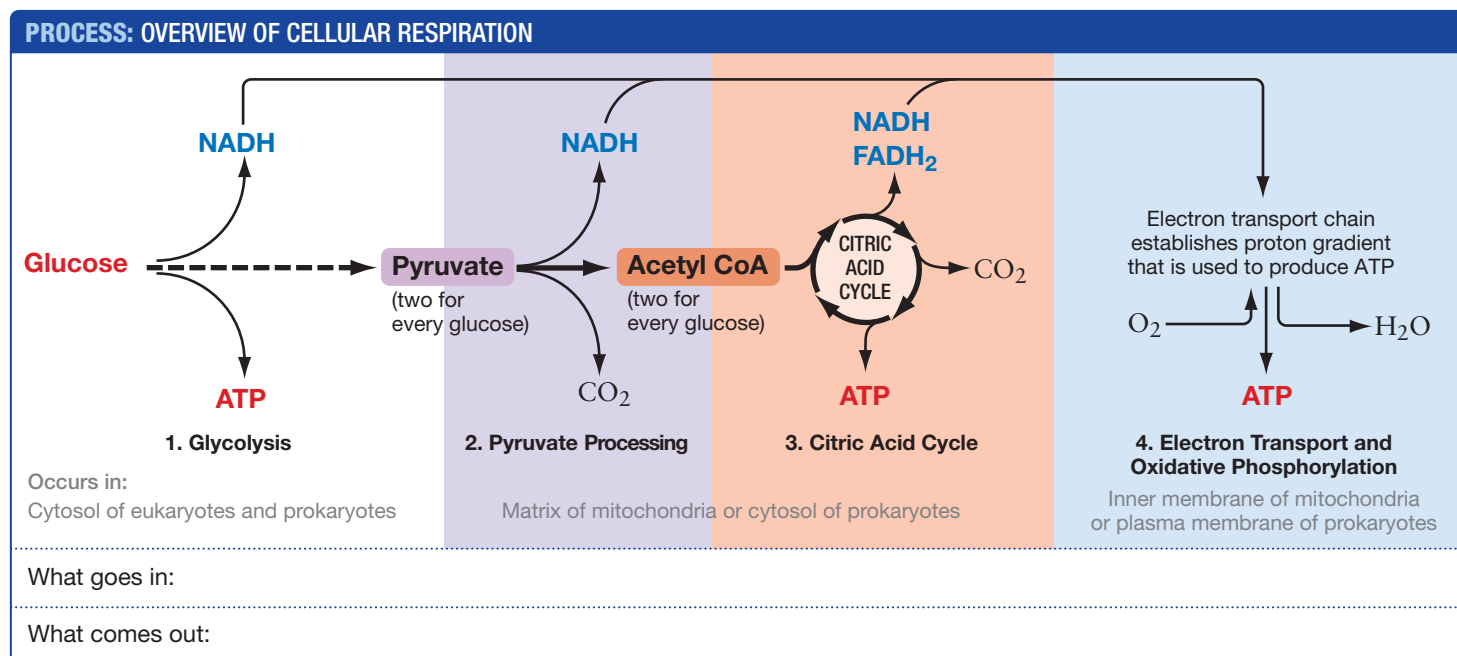 PROCESS: OVERVIEW OF CELLULAR RESPIRATION
NADH
NADH
NADH
FADH₂
Glucose
Pyruvate
(two for
every glucose)
Acetyl CoA
(two for
every glucose)
CITRIC
ACID
CYCLE
CO₂
Electron transport chain
establishes proton gradient
that is used to produce ATP
O₂
H₂O
ATP
CO₂
ATP
ATP
1. Glycolysis
2. Pyruvate Processing
3. Citric Acid Cycle
4. Electron Transport and
Oxidative Phosphorylation
Occurs in:
Cytosol of eukaryotes and prokaryotes
Matrix of mitochondria or cytosol of prokaryotes
Inner membrane of mitochondria
or plasma membrane of prokaryotes
What goes in:
What comes out: